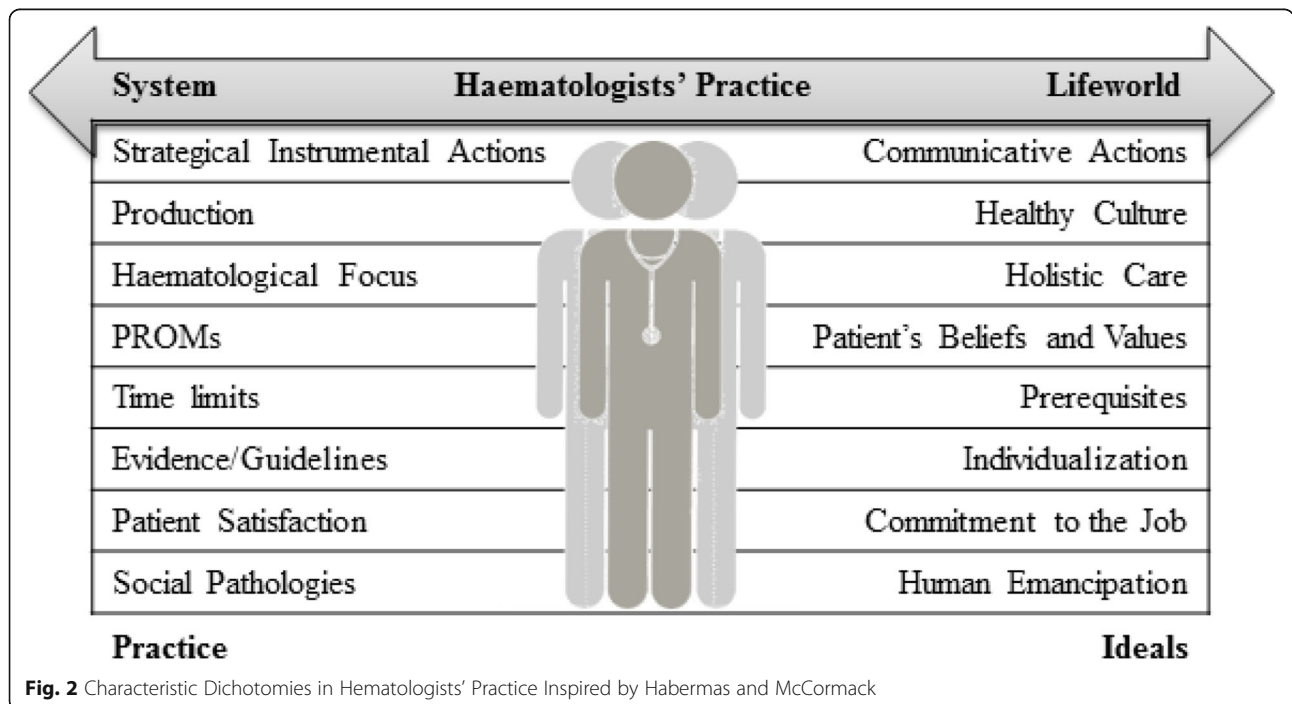 System Haematologists’ Practice Lifeworld
Strategical Instrumental Actions Communicative Actions
Production Healthy Culture
Haematological Focus Holistic Care
PROMs Patient’s Beliefs and Values
Time limits Prerequisites
Evidence/Guidelines Individualization
Patient Satisfaction Commitment to the Job
Social Pathologies Human Emancipation
Practice Ideals
Fig. 2 Characteristic Dichotomies in Hematologists’ Practice Inspired by Habermas and McCormack